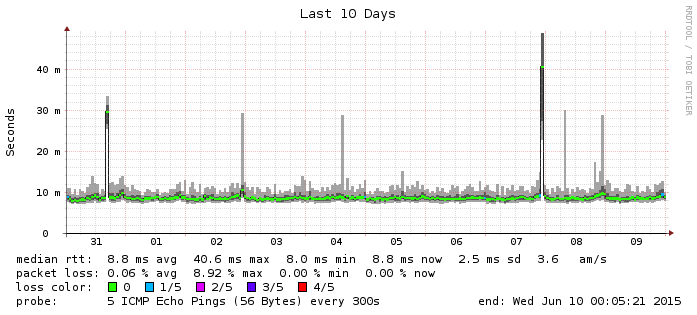 Last 10 Days
RRDTOOL / TOBI OETIKER
Seconds
40 m
30 m
20 m
10 m
0
31 01 02 03 04 05 06 07 08 09
median rtt: 8.8 ms avg 40.6 ms max 8.0 ms min 8.8 ms now 2.5 ms sd 3.6 am/s
packet loss: 0.06 % avg 8.92 % max 0.00 % min 0.00 % now
loss color: 0 1/5 2/5 3/5 4/5
probe: 5 ICMP Echo Pings (56 Bytes) every 300s end: Wed Jun 10 00:05:21 2015